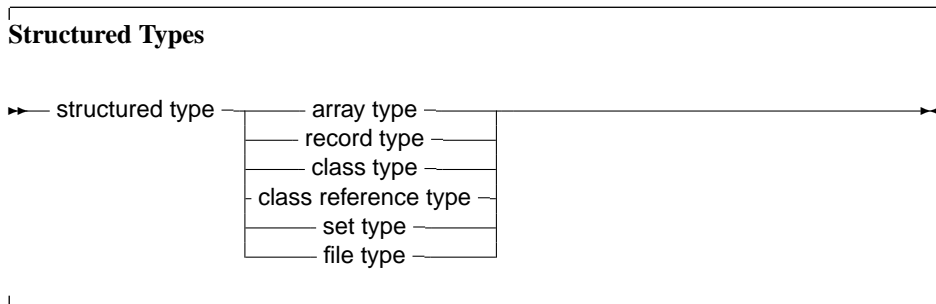 Structured Types
structured type array type
record type
class type
class reference type
set type
file type